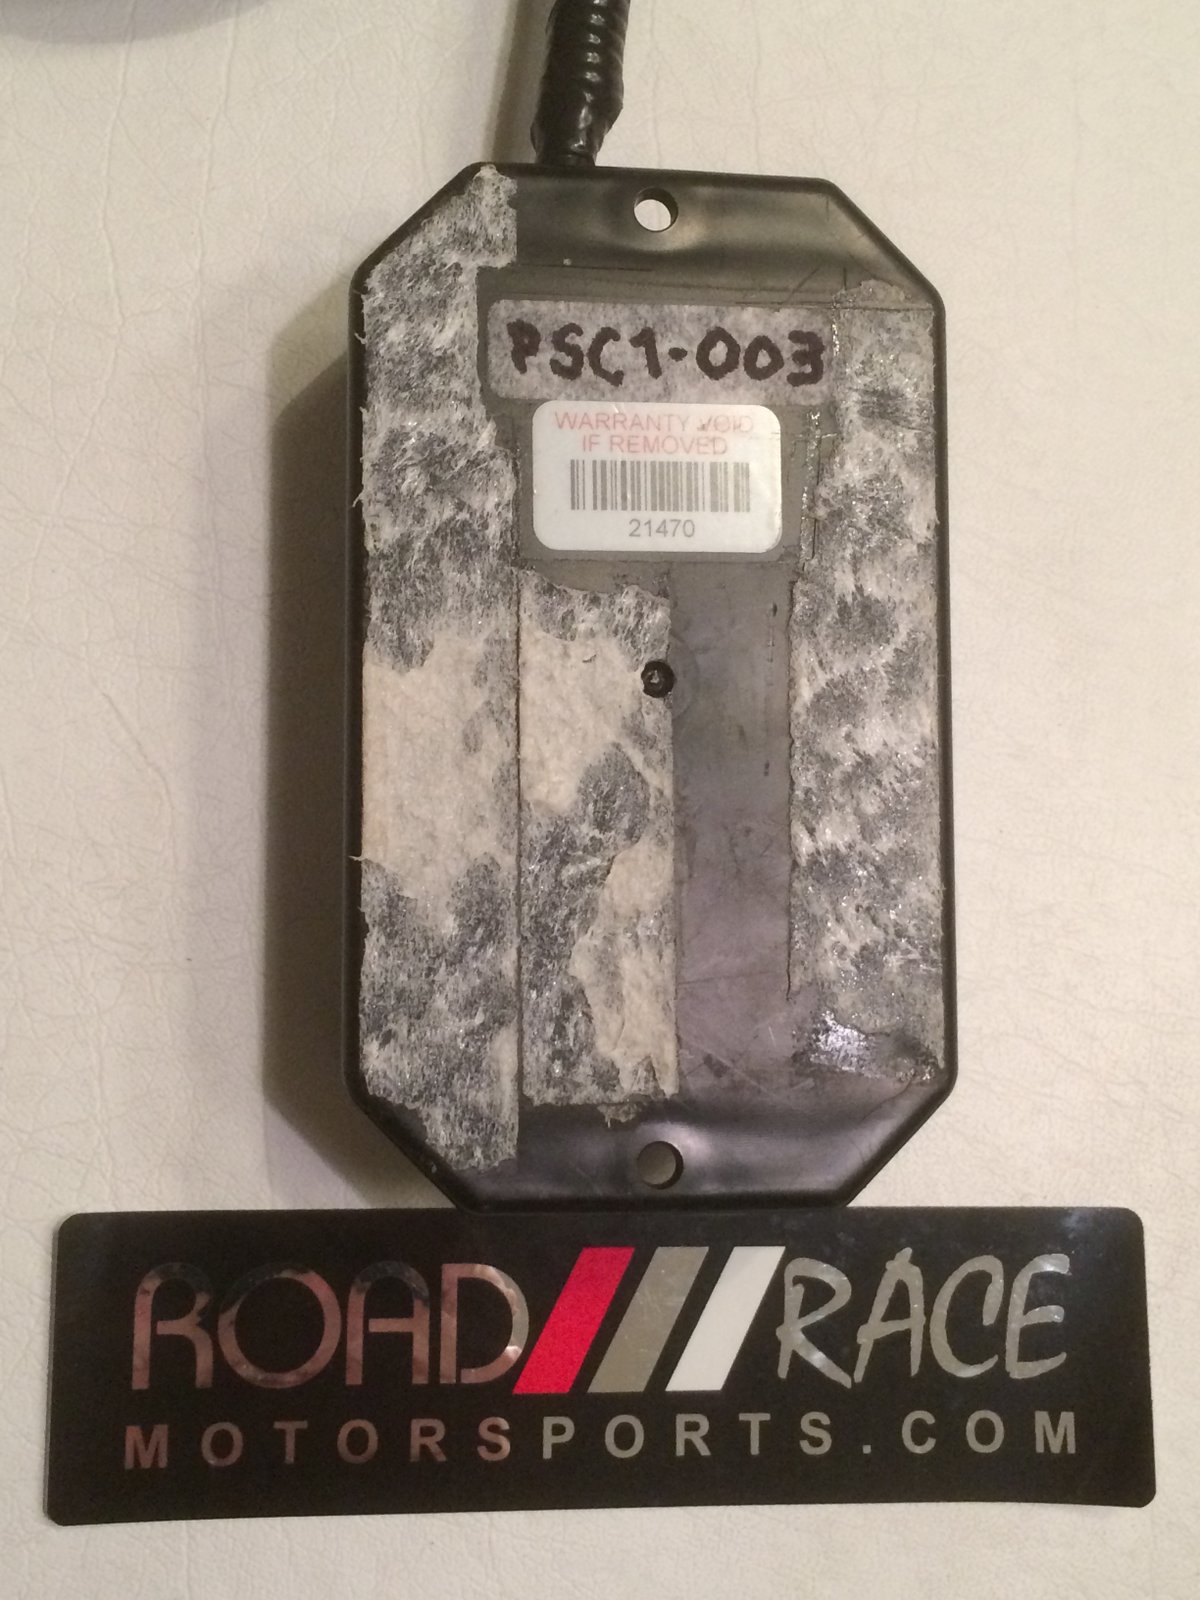 PSC1-003
WARRANTY VOID
IF REMOVED
21470
ROAD RACE
MOTORSPORTS.COM